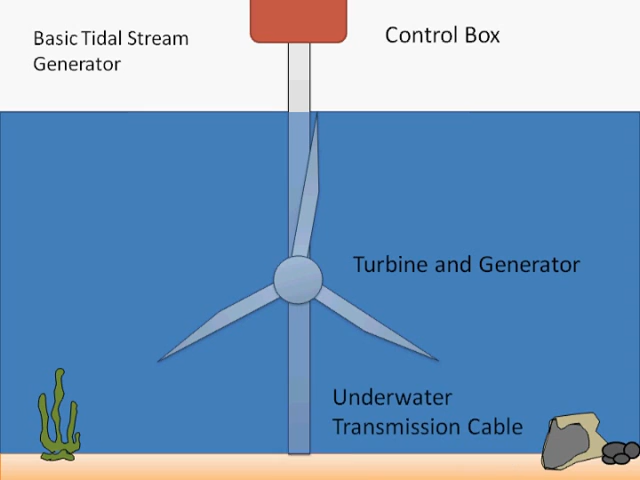 Basic Tidal Stream
Generator
Control Box
Turbine and Generator
Underwater
Transmission Cable